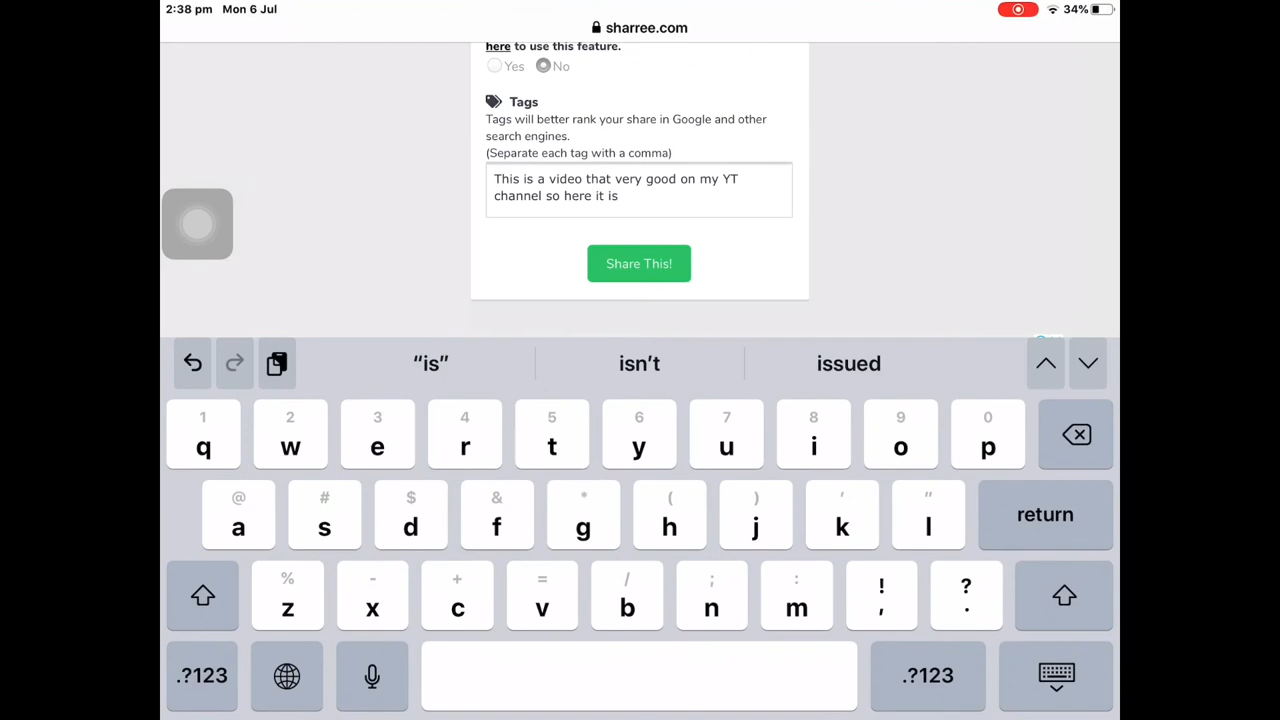 2:38 pm Mon 6 Jul
34%
sharree.com
here to use this feature.
Yes No
Tags
Tags will better rank your share in Google and other
search engines.
(Separate each tag with a comma)
This is a video that very good on my YT
channel so here it is
Share This!
“is” isn't issued
1 2 3 4 5 6 7 8 9 0
q w e r t y u i o p
@ # $ & * ( ) ' "
a s d f g h j k l return
% - + = / ; : ! ?
z x c v b n m , .
.?123 .?123